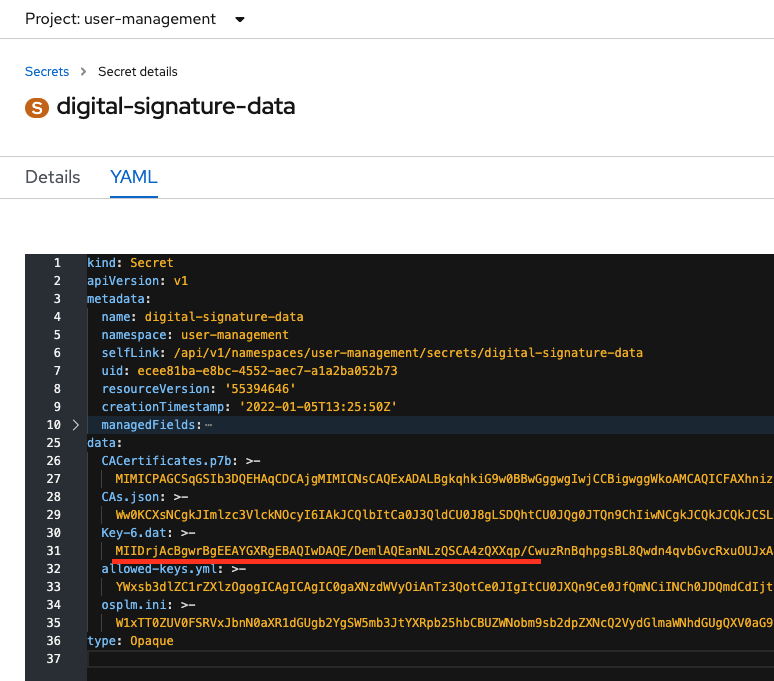 Project: user-management
Secrets > Secret details
S digital-signature-data
Details YAML
1 kind: Secret
2 apiVersion: v1
3 metadata:
4 name: digital-signature-data
5 namespace: user-management
6 selfLink: /api/v1/namespaces/user-management/secrets/digital-signature-data
7 uid: ecee81ba-e8bc-4552-aec7-a1a2ba052b73
8 resourceVersion: '55394646'
9 creationTimestamp: '2022-01-05T13:25:50Z'
10 > managedFields: ⋯
25 data:
26 CACertificates.p7b: >-
27 MIMICPAGCSqGSIb3DQEHAqCDCAjgMIMICNsCAQExADALBgkqhkiG9w0BBwGggwgIwjCCBigwggWkoAMCAQICFAXhniz
28 CAs.json: >-
29 Ww0KCXsNCgkJImlzc3VlckNOcyI6IAkJCQlbItCa0J3QldCU0J8gLSDQhtCU0JQg0JTQn9ChIiwNCgkJCQkJCQkJCSL
30 Key-6.dat: >-
31 MIIDrjAcBgwrBgEEAYGXRgEBAQIwDAQE/DemlAQEanNLzQSCA4zQXXqp/CwuzRnBqhpgsBL8Qwdn4qvbGvcRxuOUJxA
32 allowed-keys.yml: >-
33 YWxsb3dlZC1rZXlzOgogICAgICAgIC0gaXNzdWVyOiAnTz3QotCe0JIgItCU0JXQn9Ce0JfQmNCiINCh0JDQmdCdIjt
34 osplm.ini: >-
35 W1xTT0ZUV0FSRVxJbnN0aXR1dGUgb2YgSW5mb3JtYXRpb25hbCBUZWNobm9sb2dpZXNcQ2VydGlmaWNhdGUgQXV0aG9
36 type: Opaque
37